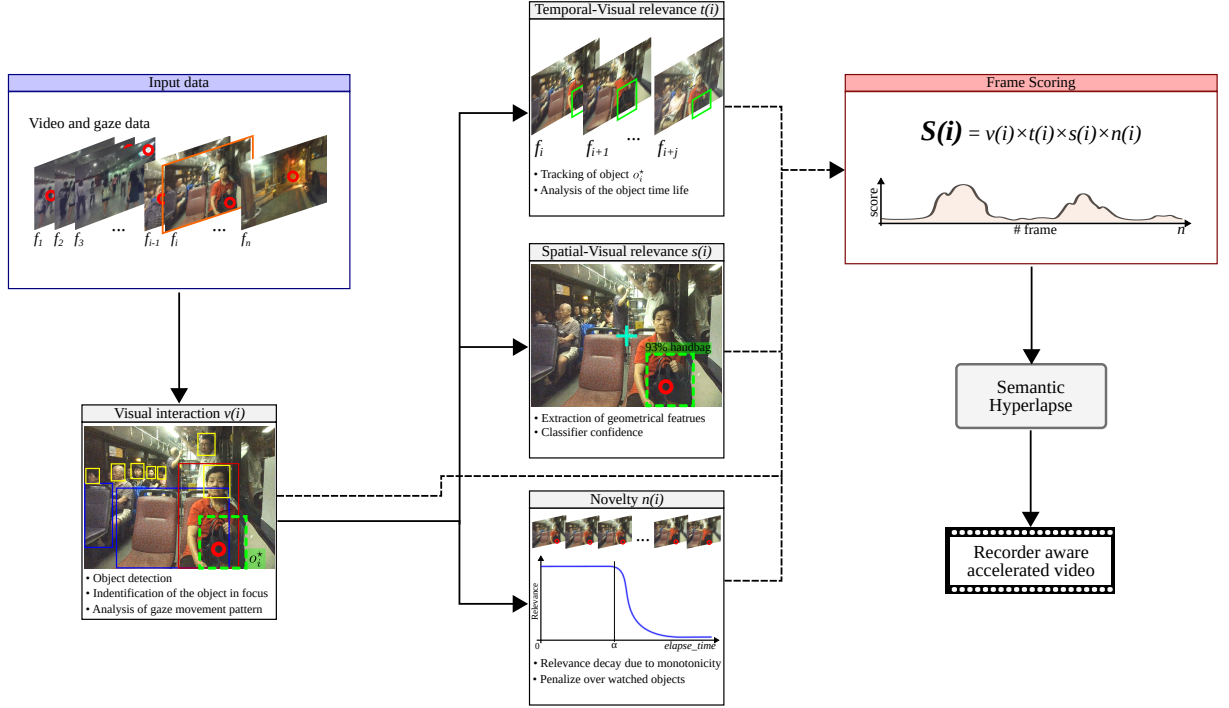 Input data
Video and gaze data
f1 f2 f3 ... fi-1 fi ... fn
Visual interaction v(i)
o*i
• Object detection
• Indentification of the object in focus
• Analysis of gaze movement pattern
Temporal-Visual relevance t(i)
...
fi fi+1 fi+j
• Tracking of object o*i
• Analysis of the object time life
Spatial-Visual relevance s(i)
93% handbag
• Extraction of geometrical featrues
• Classifier confidence
Novelty n(i)
...
Relevance
0 α elapse_time
• Relevance decay due to monotonicity
• Penalize over watched objects
Frame Scoring
S(i) = v(i)×t(i)×s(i)×n(i)
score
# frame n
Semantic
Hyperlapse
Recorder aware
accelerated video